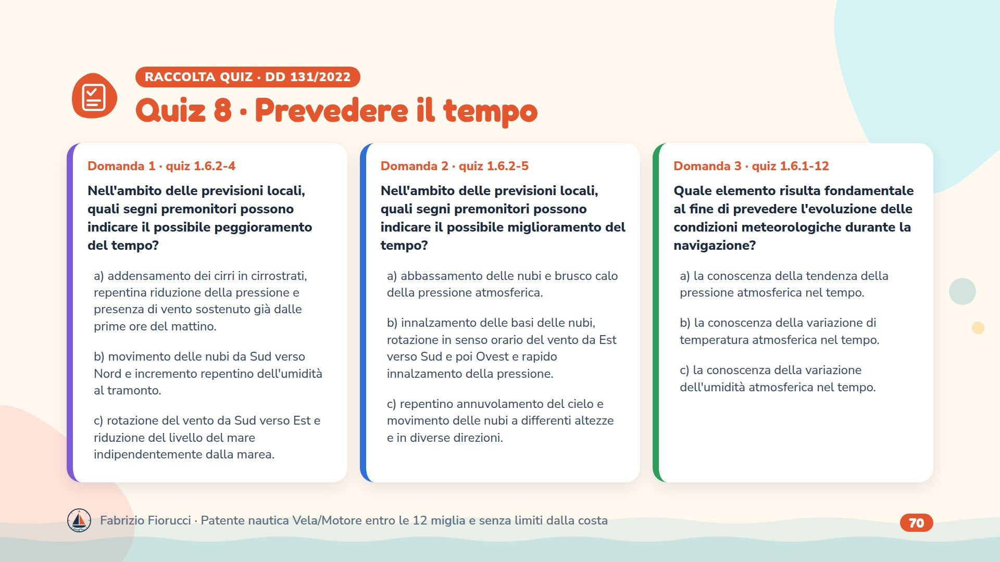 RACCOLTA QUIZ · DD 131/2022
Quiz 8 · Prevedere il tempo
Domanda 1 · quiz 1.6.2-4
Nell'ambito delle previsioni locali,
quali segni premonitori possono
indicare il possibile peggioramento
del tempo?
a) addensamento dei cirri in cirrostrati,
repentina riduzione della pressione e
presenza di vento sostenuto già dalle
prime ore del mattino.
b) movimento delle nubi da Sud verso
Nord e incremento repentino dell'umidità
al tramonto.
c) rotazione del vento da Sud verso Est e
riduzione del livello del mare
indipendentemente dalla marea.
Domanda 2 · quiz 1.6.2-5
Nell'ambito delle previsioni locali,
quali segni premonitori possono
indicare il possibile miglioramento del
tempo?
a) abbassamento delle nubi e brusco calo
della pressione atmosferica.
b) innalzamento delle basi delle nubi,
rotazione in senso orario del vento da Est
verso Sud e poi Ovest e rapido
innalzamento della pressione.
c) repentino annuvolamento del cielo e
movimento delle nubi a differenti altezze
e in diverse direzioni.
Domanda 3 · quiz 1.6.1-12
Quale elemento risulta fondamentale
al fine di prevedere l'evoluzione delle
condizioni meteorologiche durante la
navigazione?
a) la conoscenza della tendenza della
pressione atmosferica nel tempo.
b) la conoscenza della variazione di
temperatura atmosferica nel tempo.
c) la conoscenza della variazione
dell'umidità atmosferica nel tempo.
Fabrizio Fiorucci · Patente nautica Vela/Motore entro le 12 miglia e senza limiti dalla costa
70